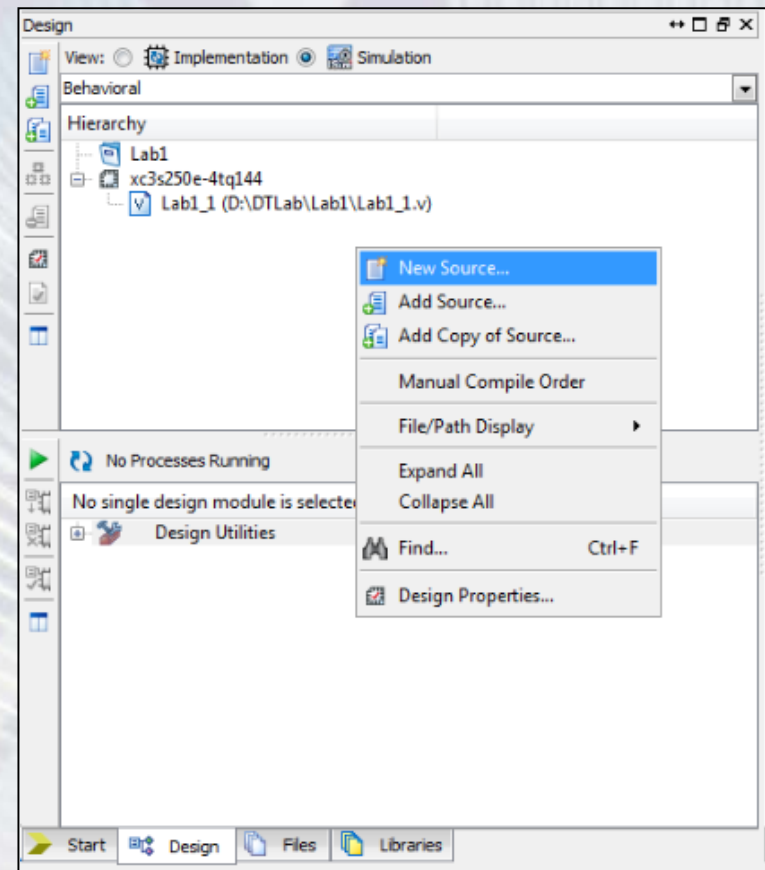 Design
View: Implementation Simulation
Behavioral
Hierarchy
Lab1
xc3s250e-4tq144
Lab1_1 (D:\DTLab\Lab1\Lab1_1.v)
New Source...
Add Source...
Add Copy of Source...
Manual Compile Order
File/Path Display
Expand All
Collapse All
Find... Ctrl+F
Design Properties...
No Processes Running
No single design module is selecte
Design Utilities
Start Design Files Libraries